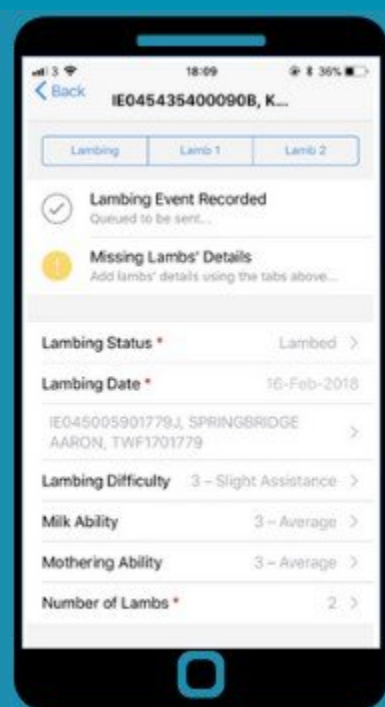 3 18:09 36%
Back
IE045435400090B, K...
Lambing Lamb 1 Lamb 2
Lambing Event Recorded
Queued to be sent...
Missing Lambs' Details
Add lambs' details using the tabs above...
Lambing Status * Lambed
Lambing Date * 16-Feb-2018
IE045005901779J, SPRINGBRIDGE
AARON, TWF1701779
Lambing Difficulty 3 – Slight Assistance
Milk Ability 3 – Average
Mothering Ability 3 – Average
Number of Lambs * 2